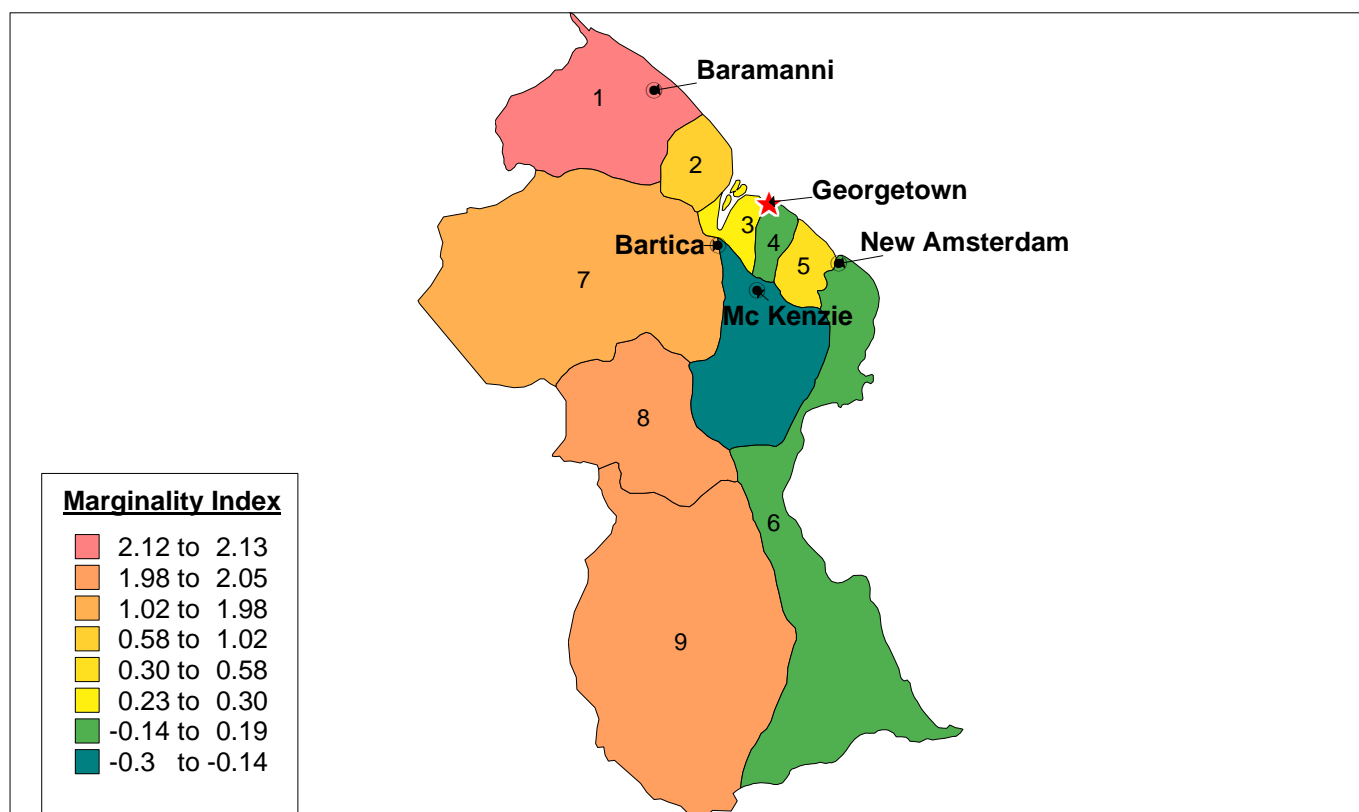 Baramanni
1
2
Georgetown
3
4
New Amsterdam
Bartica
5
7
Mc Kenzie
8
6
9
Marginality Index
2.12 to 2.13
1.98 to 2.05
1.02 to 1.98
0.58 to 1.02
0.30 to 0.58
0.23 to 0.30
-0.14 to 0.19
-0.3 to -0.14